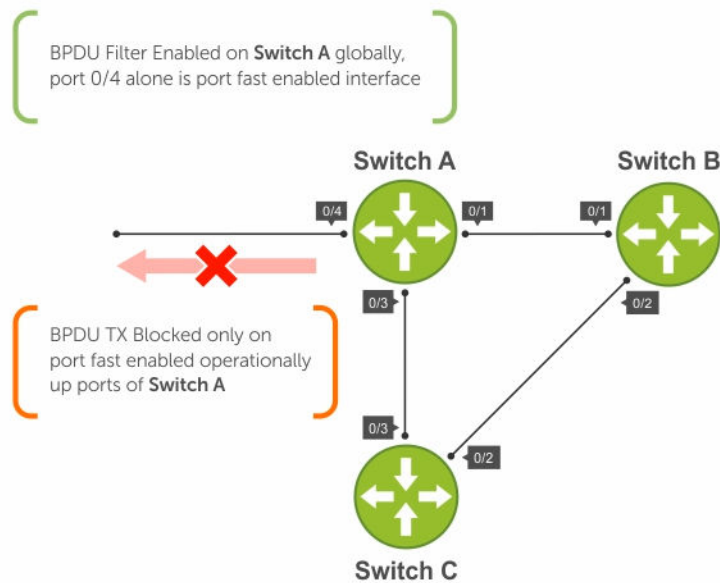 BPDU Filter Enabled on Switch A globally,
port 0/4 alone is port fast enabled interface
Switch A
Switch B
0/4
0/1
0/1
0/3
0/2
BPDU TX Blocked only on
port fast enabled operationally
up ports of Switch A
0/3
0/2
Switch C